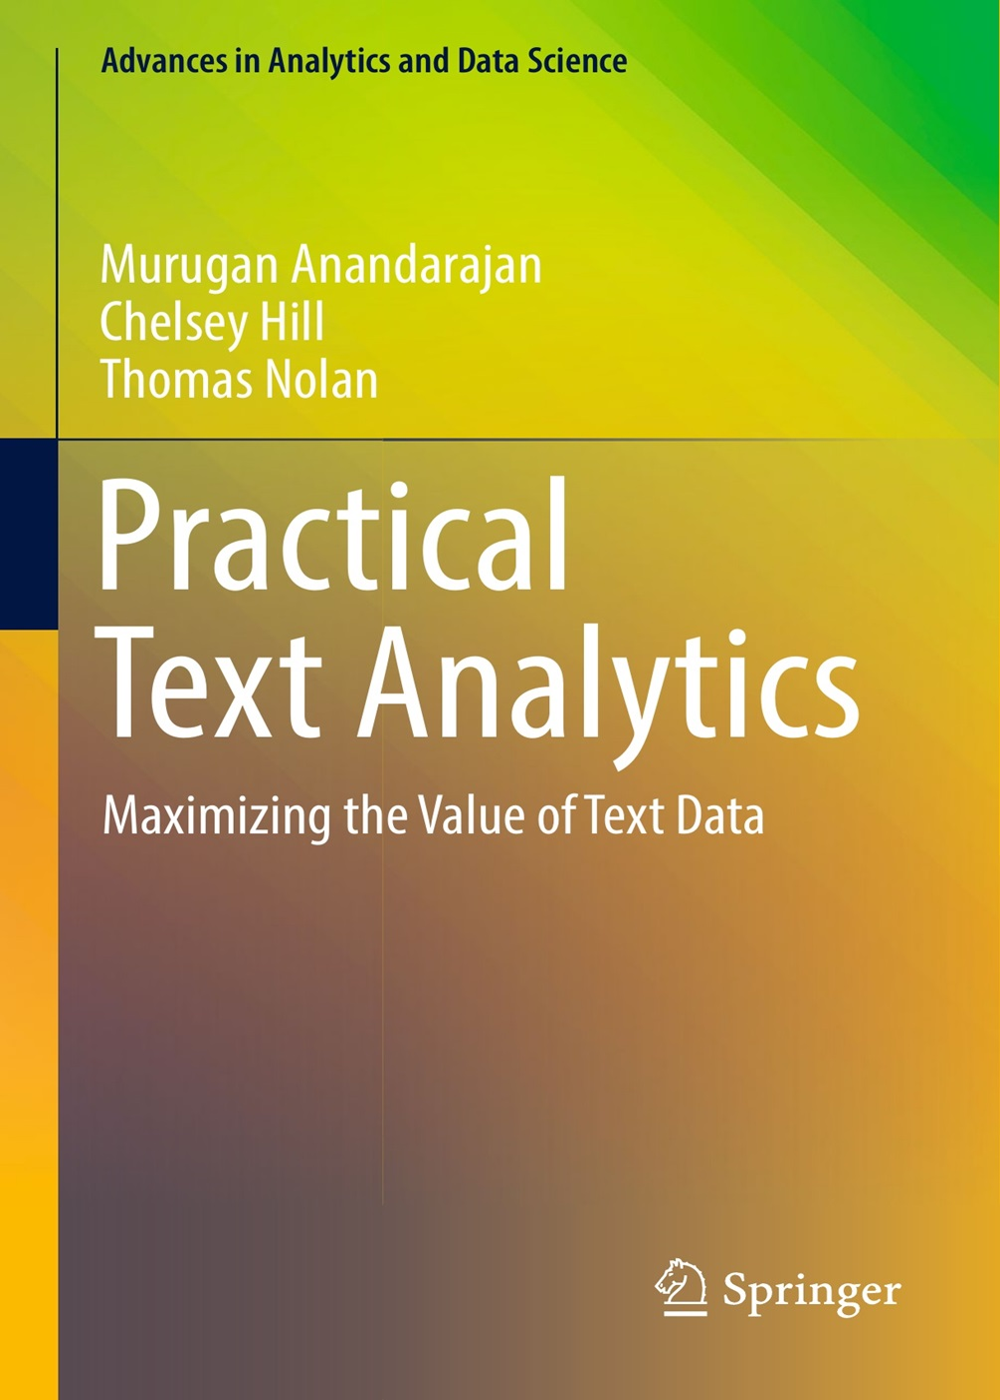 Advances in Analytics and Data Science
Murugan Anandarajan
Chelsey Hill
Thomas Nolan
Practical
Text Analytics
Maximizing the Value of Text Data
Springer